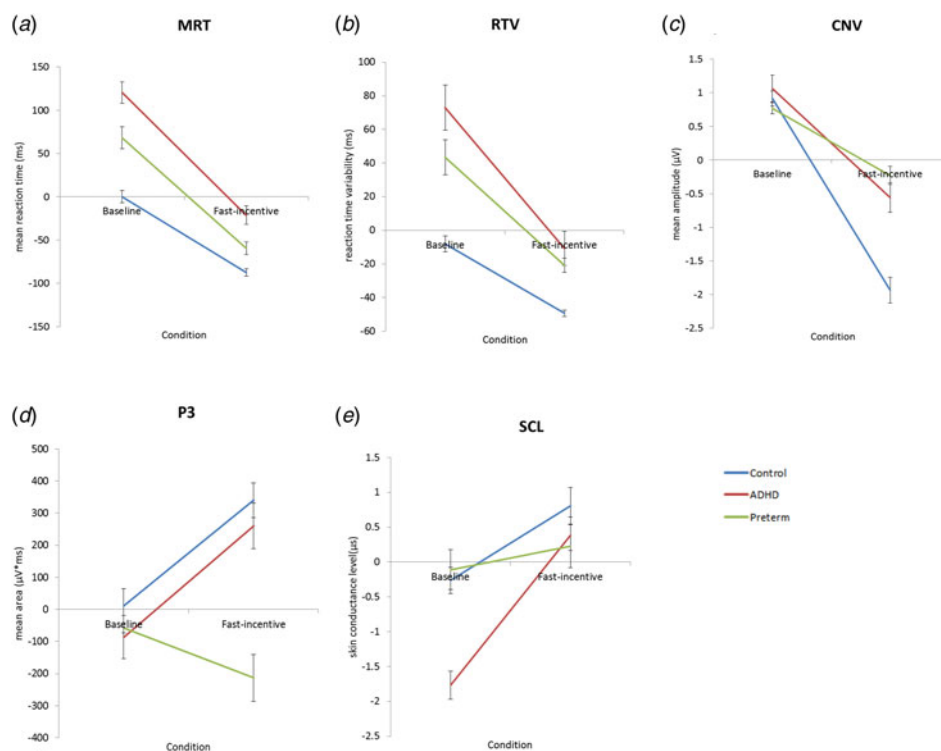 (a)
MRT
150
100
50
0
-50
-100
-150
mean reaction time (ms)
Baseline
Fast-incentive
Condition
(b)
RTV
100
80
60
40
20
0
-20
-40
-60
reaction time variability (ms)
Baseline
Fast-incentive
Condition
(c)
CNV
1.5
1
0.5
0
-0.5
-1
-1.5
-2
-2.5
mean amplitude (µV)
Baseline
Fast-incentive
Condition
(d)
P3
500
400
300
200
100
0
-100
-200
-300
-400
mean area (µV*ms)
Baseline
Fast-incentive
Condition
(e)
SCL
1.5
1
0.5
0
-0.5
-1
-1.5
-2
-2.5
skin conductance level(µs)
Baseline
Fast-incentive
Condition
Control
ADHD
Preterm